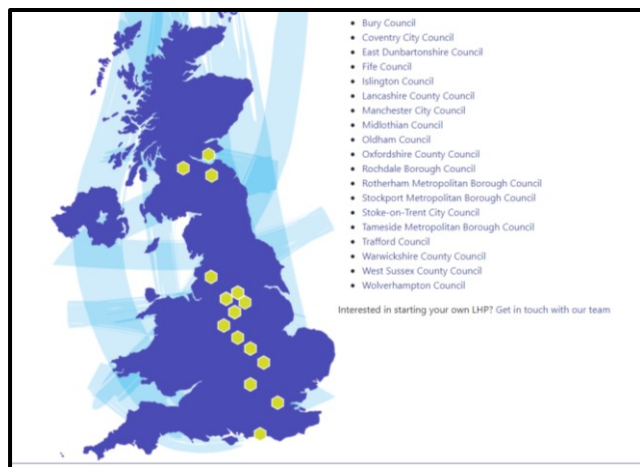 Bury Council
Coventry City Council
East Dunbartonshire Council
Fife Council
Islington Council
Lancashire County Council
Manchester City Council
Midlothian Council
Oldham Council
Oxfordshire County Council
Rochdale Borough Council
Rotherham Metropolitan Borough Council
Stockport Metropolitan Borough Council
Stoke-on-Trent City Council
Tameside Metropolitan Borough Council
Trafford Council
Warwickshire County Council
West Sussex County Council
Wolverhampton Council
Interested in starting your own LHP? Get in touch with our team